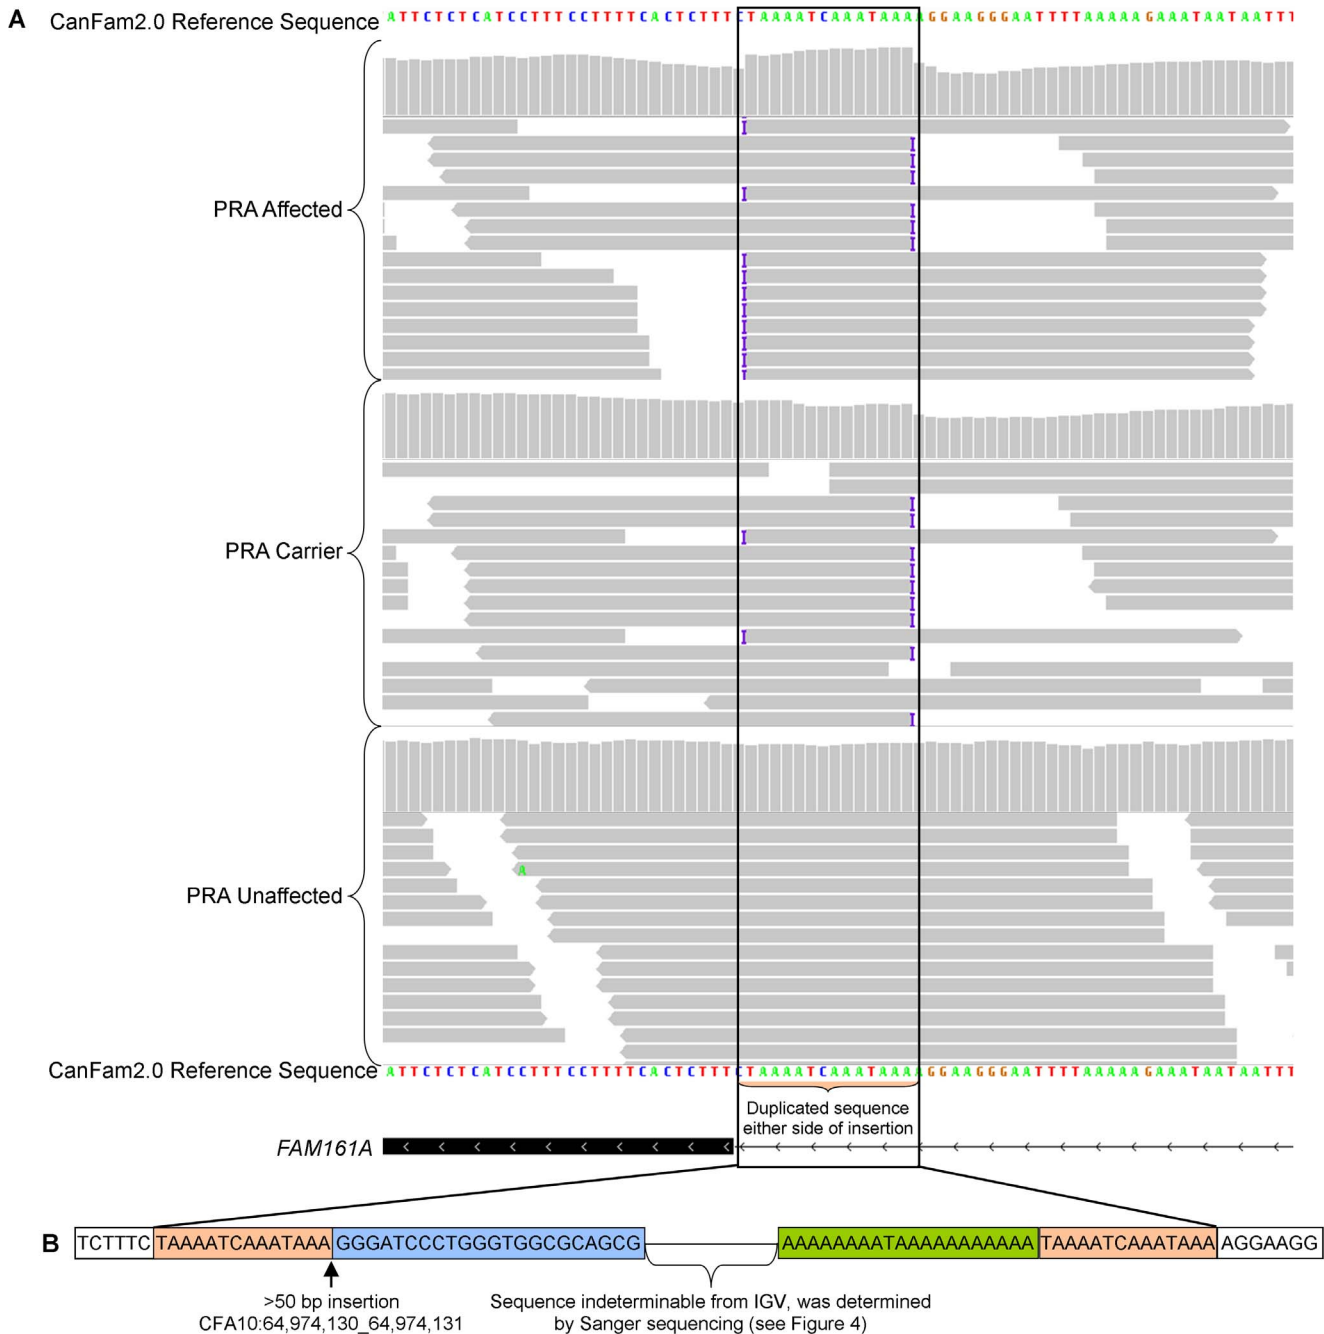 A
CanFam2.0 Reference Sequence ATTCTCTCATCCTTTCCTTTTCACTCTTTCTAAAATCAAATAAAAGGAAGGGAATTTTAAAAAGAAATAATAATTT
PRA Affected
PRA Carrier
A
PRA Unaffected
CanFam2.0 Reference Sequence ATTCTCTCATCCTTTCCTTTTCACTCTTTCTAAAATCAAATAAAAGGAAGGGAATTTTAAAAAGAAATAATAATTT
Duplicated sequence
either side of insertion
FAM161A
B TCTTTC TAAAATCAAATAAA GGGATCCCTGGGTGGCGCAGCG AAAAAAAATAAAAAAAAAAA TAAAATCAAATAAA AGGAAGG
>50 bp insertion
CFA10:64,974,130_64,974,131
Sequence indeterminable from IGV, was determined
by Sanger sequencing (see Figure 4)